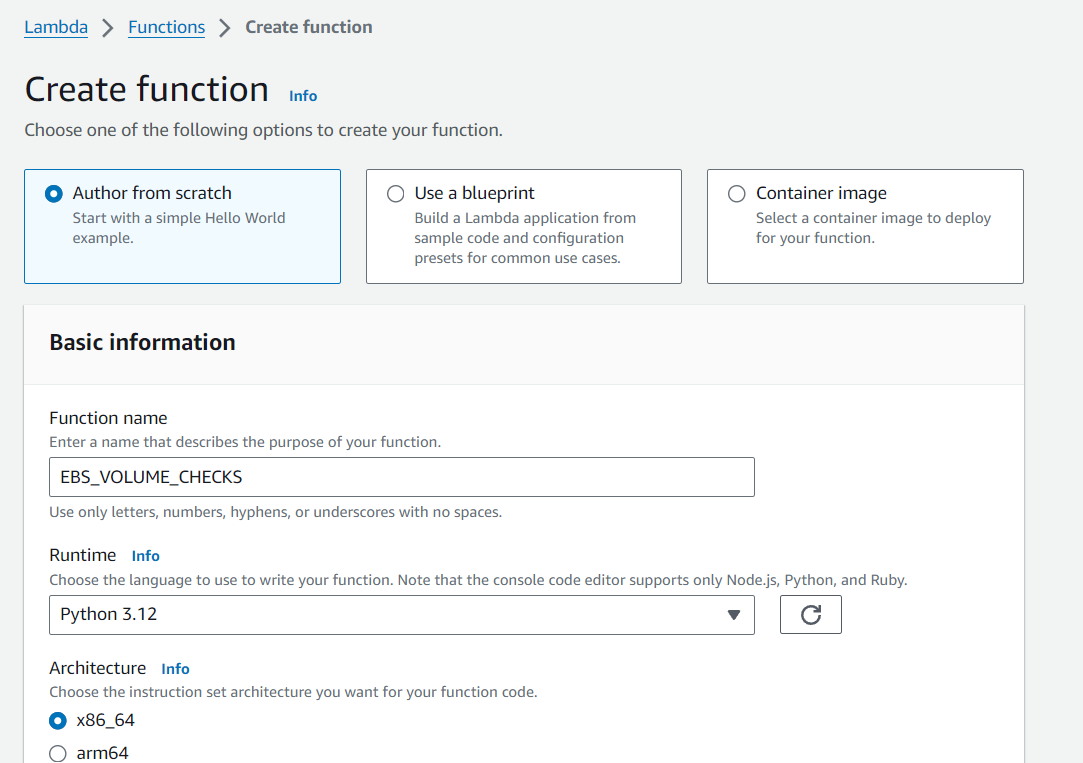 Lambda > Functions > Create function
Create function Info
Choose one of the following options to create your function.
Author from scratch
Start with a simple Hello World
example.
Use a blueprint
Build a Lambda application from
sample code and configuration
presets for common use cases.
Container image
Select a container image to deploy
for your function.
Basic information
Function name
Enter a name that describes the purpose of your function.
EBS_VOLUME_CHECKS
Use only letters, numbers, hyphens, or underscores with no spaces.
Runtime Info
Choose the language to use to write your function. Note that the console code editor supports only Node.js, Python, and Ruby.
Python 3.12
Architecture Info
Choose the instruction set architecture you want for your function code.
x86_64
arm64